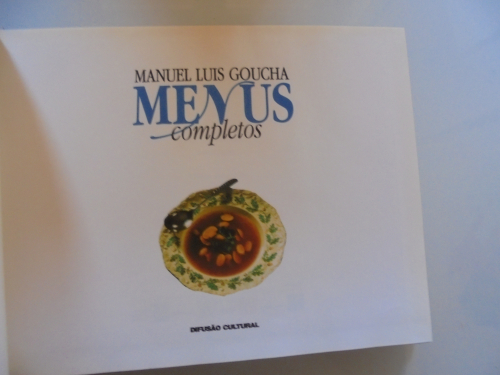 MANUEL LUIS GOUCHA
MENUS
completos
DIFUSÃO CULTURAL